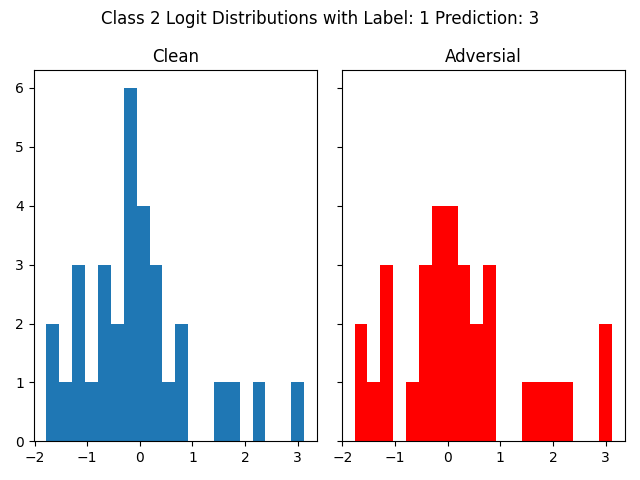 Class 2 Logit Distributions with Label: 1 Prediction: 3
Clean
Adversial
6
5
4
3
2
1
0
−2 −1 0 1 2 3
−2 −1 0 1 2 3